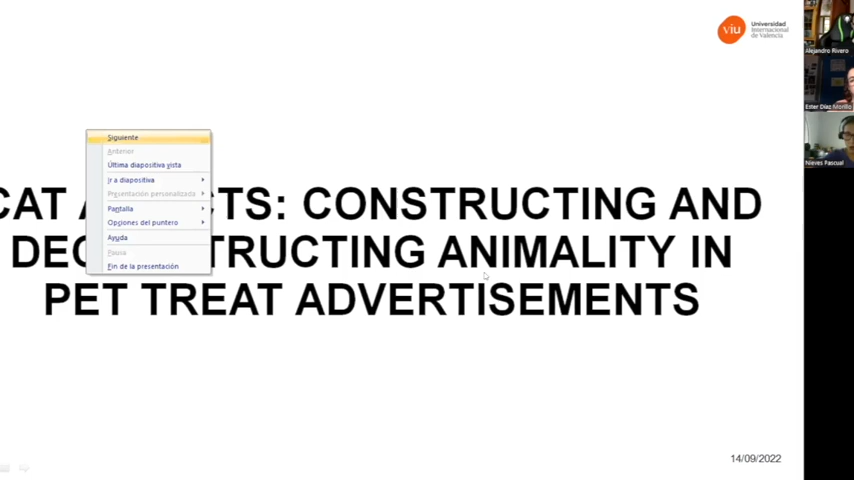 viu
Universidad
Internacional
de Valencia
Alejandro Rivero
Ester Díaz Morillo
Nieves Pascual
Siguiente
Anterior
Última diapositiva vista
Ir a diapositiva
Presentación personalizada
Pantalla
Opciones del puntero
Ayuda
Pausa
Fin de la presentación
CAT A CTS: CONSTRUCTING AND
DEC TRUCTING ANIMALITY IN
PET TREAT ADVERTISEMENTS
14/09/2022